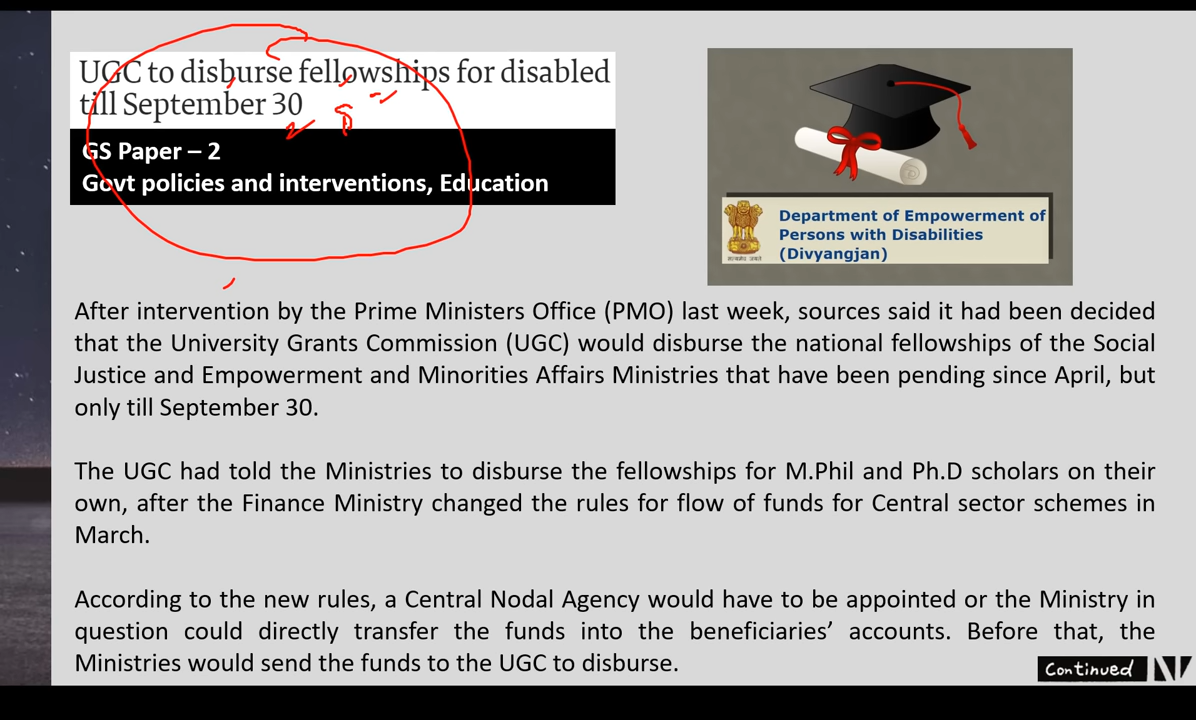 UGC to disburse fellowships for disabled
till September 30
GS Paper – 2
Govt policies and interventions, Education
Department of Empowerment of
Persons with Disabilities
(Divyangjan)
After intervention by the Prime Ministers Office (PMO) last week, sources said it had been decided
that the University Grants Commission (UGC) would disburse the national fellowships of the Social
Justice and Empowerment and Minorities Affairs Ministries that have been pending since April, but
only till September 30.
The UGC had told the Ministries to disburse the fellowships for M.Phil and Ph.D scholars on their
own, after the Finance Ministry changed the rules for flow of funds for Central sector schemes in
March.
According to the new rules, a Central Nodal Agency would have to be appointed or the Ministry in
question could directly transfer the funds into the beneficiaries’ accounts. Before that, the
Ministries would send the funds to the UGC to disburse.
Continued